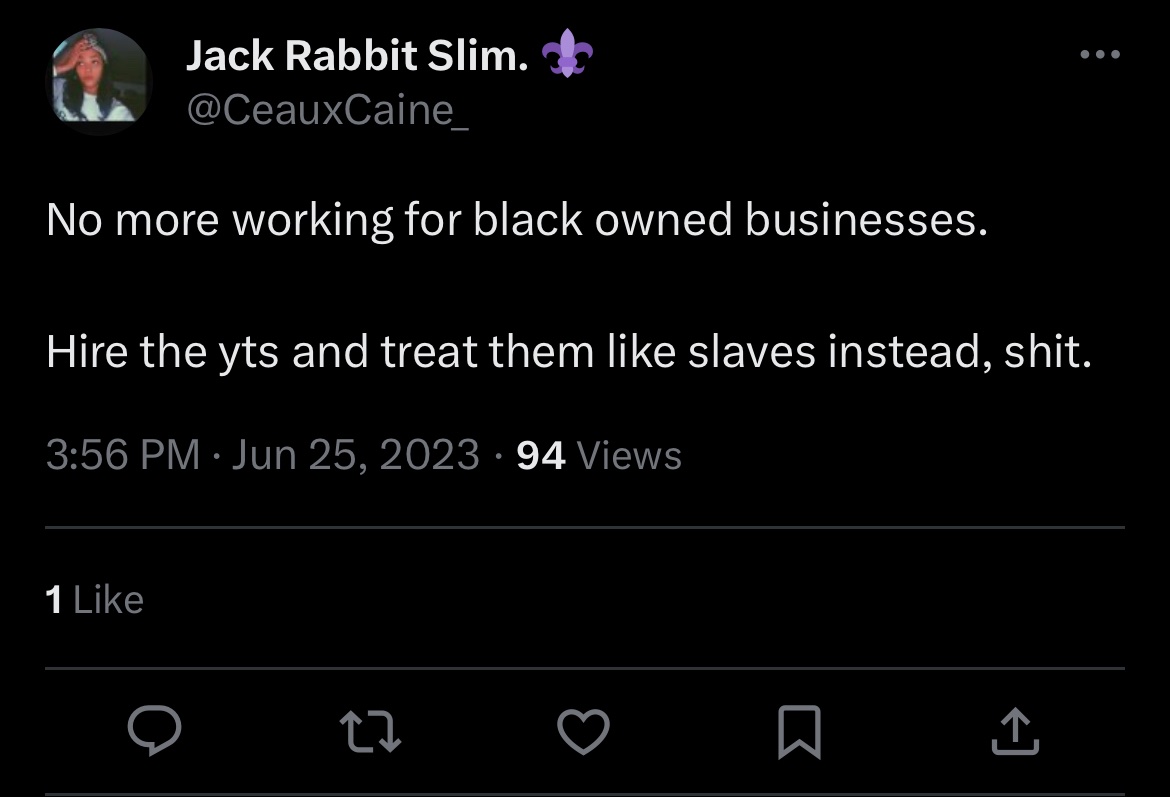 Jack Rabbit Slim. ⚜
@CeauxCaine_
No more working for black owned businesses.
Hire the yts and treat them like slaves instead, shit.
3:56 PM · Jun 25, 2023 · 94 Views
1 Like